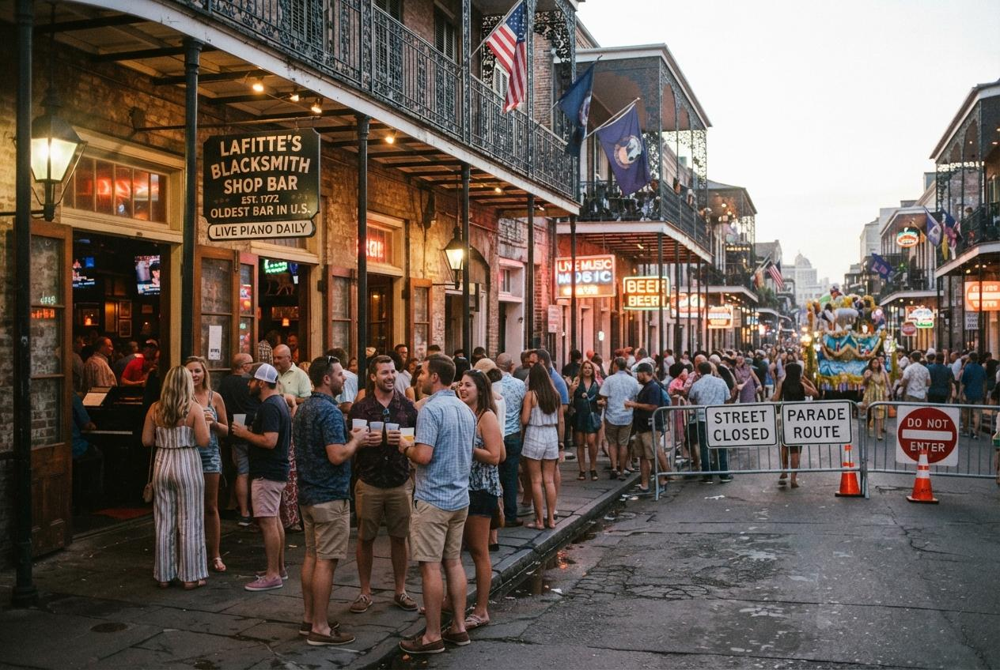 LAFITTE'S
BLACKSMITH
SHOP BAR
EST. 1772
OLDEST BAR IN U.S.
LIVE PIANO DAILY
LIVE MUSIC
MUSIC
BEER
BEER
STREET
CLOSED
PARADE
ROUTE
DO NOT
ENTER